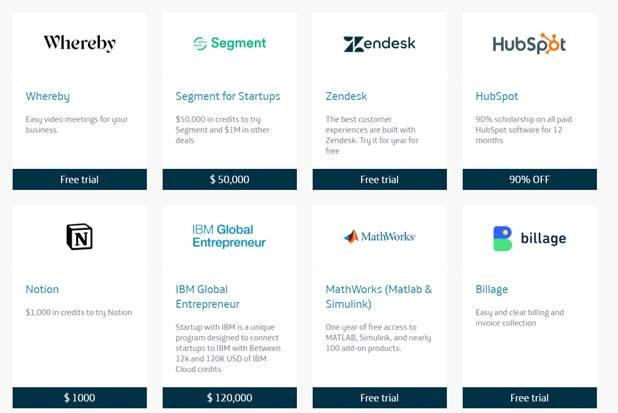 Whereby
Segment
Zendesk
HubSpot
Whereby
Easy video meetings for your
business.
Free trial
Segment for Startups
$50,000 in credits to try
Segment and $1M in other
deals
$ 50,000
Zendesk
The best customer
experiences are built with
Zendesk. Try it for year for
free
Free trial
HubSpot
90% scholarship on all paid
HubSpot software for 12
months
90% OFF
N
IBM Global
Entrepreneur
MathWorks
billage
Notion
$1,000 in credits to try Notion
$ 1000
IBM Global
Entrepreneur
Startup with IBM is a unique
program designed to connect
startups to IBM with Between
12k and 120K USD of IBM
Cloud credits
$ 120,000
MathWorks (Matlab &
Simulink)
One year of free access to
MATLAB, Simulink, and nearly
100 add-on products.
Free trial
Billage
Easy and clear billing and
invoice collection
Free trial